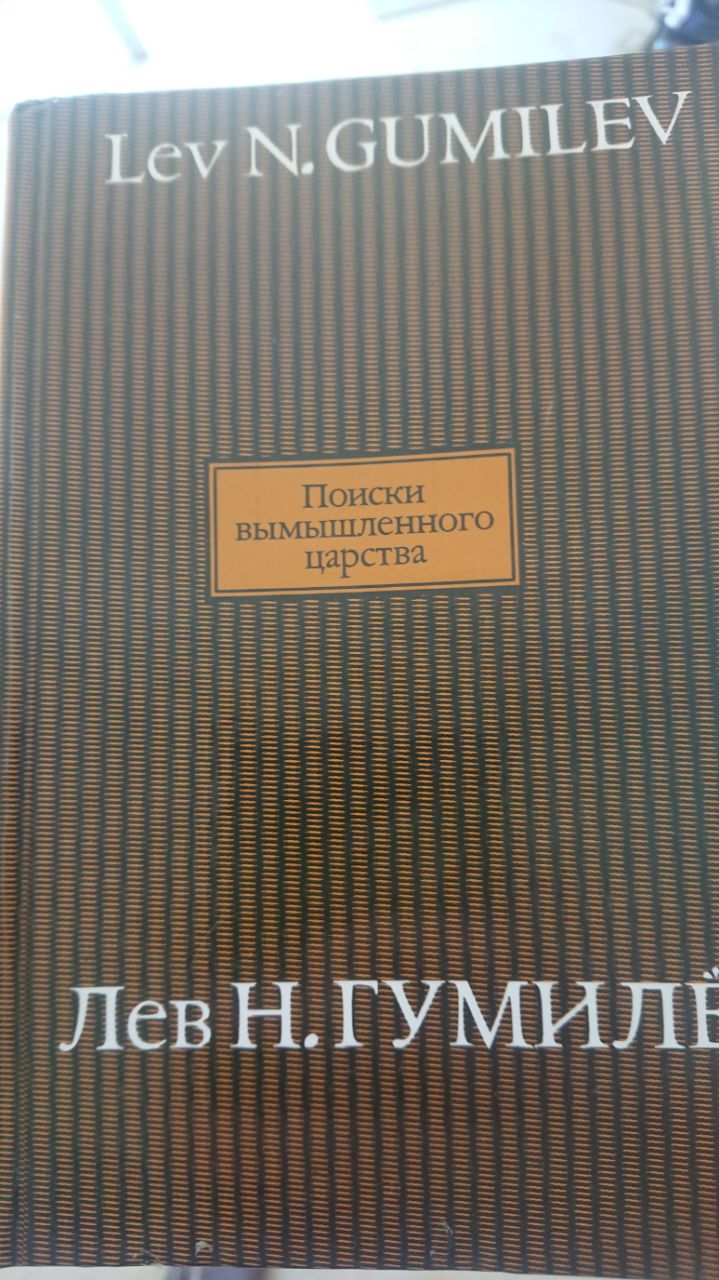 Lev N. GUMILEV
Поиски
вымышленного
царства
Лев Н. ГУМИЛЁ